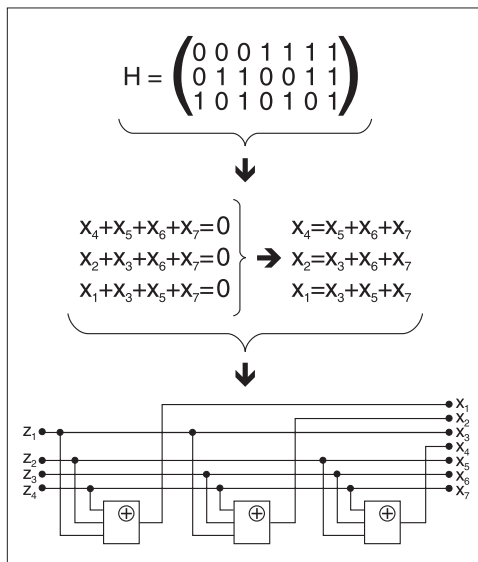 0 0 0 1 1 1 1
H = ( 0 1 1 0 0 1 1 )
1 0 1 0 1 0 1
x₄+x₅+x₆+x₇=0 x₄=x₅+x₆+x₇
x₂+x₃+x₆+x₇=0 x₂=x₃+x₆+x₇
x₁+x₃+x₅+x₇=0 x₁=x₃+x₅+x₇
x₁
x₂
z₁ x₃
x₄
z₂ x₅
z₃ x₆
z₄ x₇
⊕ ⊕ ⊕